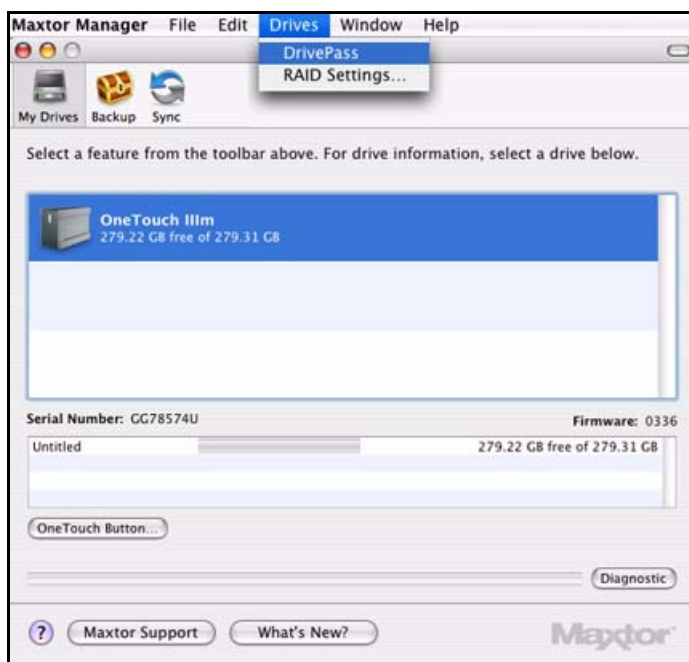 Maxtor Manager File Edit Drives Window Help
DrivePass
RAID Settings...
My Drives Backup Sync
Select a feature from the toolbar above. For drive information, select a drive below.
OneTouch IIIm
279.22 GB free of 279.31 GB
Serial Number: GG78574U Firmware: 0336
Untitled 279.22 GB free of 279.31 GB
OneTouch Button...
Diagnostic
? Maxtor Support What's New? Maxtor